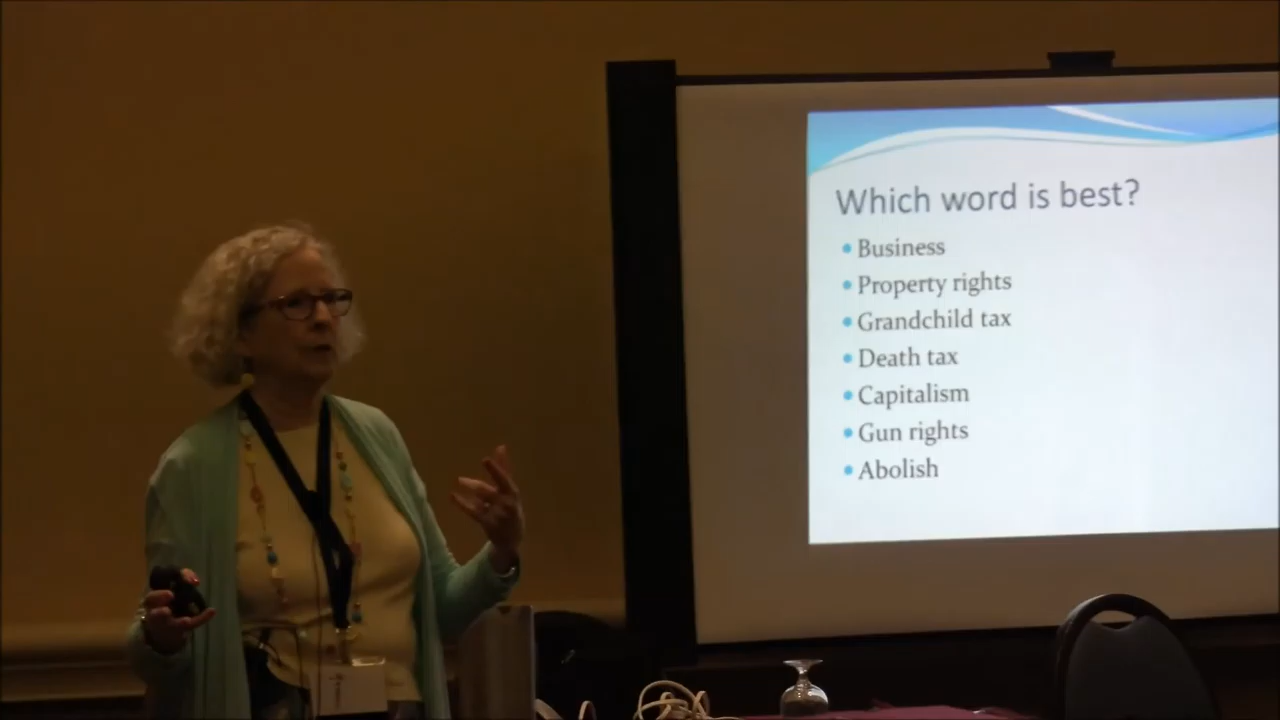 Which word is best?
Business
Property rights
Grandchild tax
Death tax
Capitalism
Gun rights
Abolish